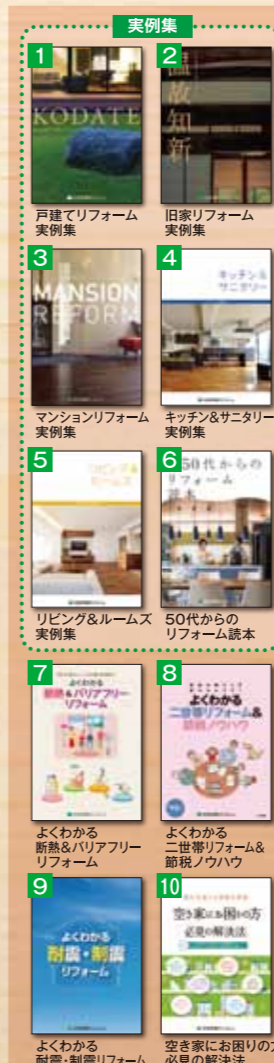 実例集
1
KODATE
戸建てリフォーム
実例集
2
温故知新
旧家リフォーム
実例集
3
MANSION
REFORM
マンションリフォーム
実例集
4
キッチン&
サニタリー
キッチン&サニタリー
実例集
5
リビング&
ルームズ
リビング&ルームズ
実例集
6
50代からの
リフォーム
読本
50代からの
リフォーム読本
7
よくわかる
断熱&バリアフリー
リフォーム
よくわかる
断熱&バリアフリー
リフォーム
8
よくわかる
二世帯リフォーム&
節税ノウハウ
よくわかる
二世帯リフォーム&
節税ノウハウ
9
よくわかる
耐震・制震
リフォーム
よくわかる
耐震・制震リフォーム
10
空き家にお困りの方
必見の解決法
空き家にお困りの方
必見の解決法